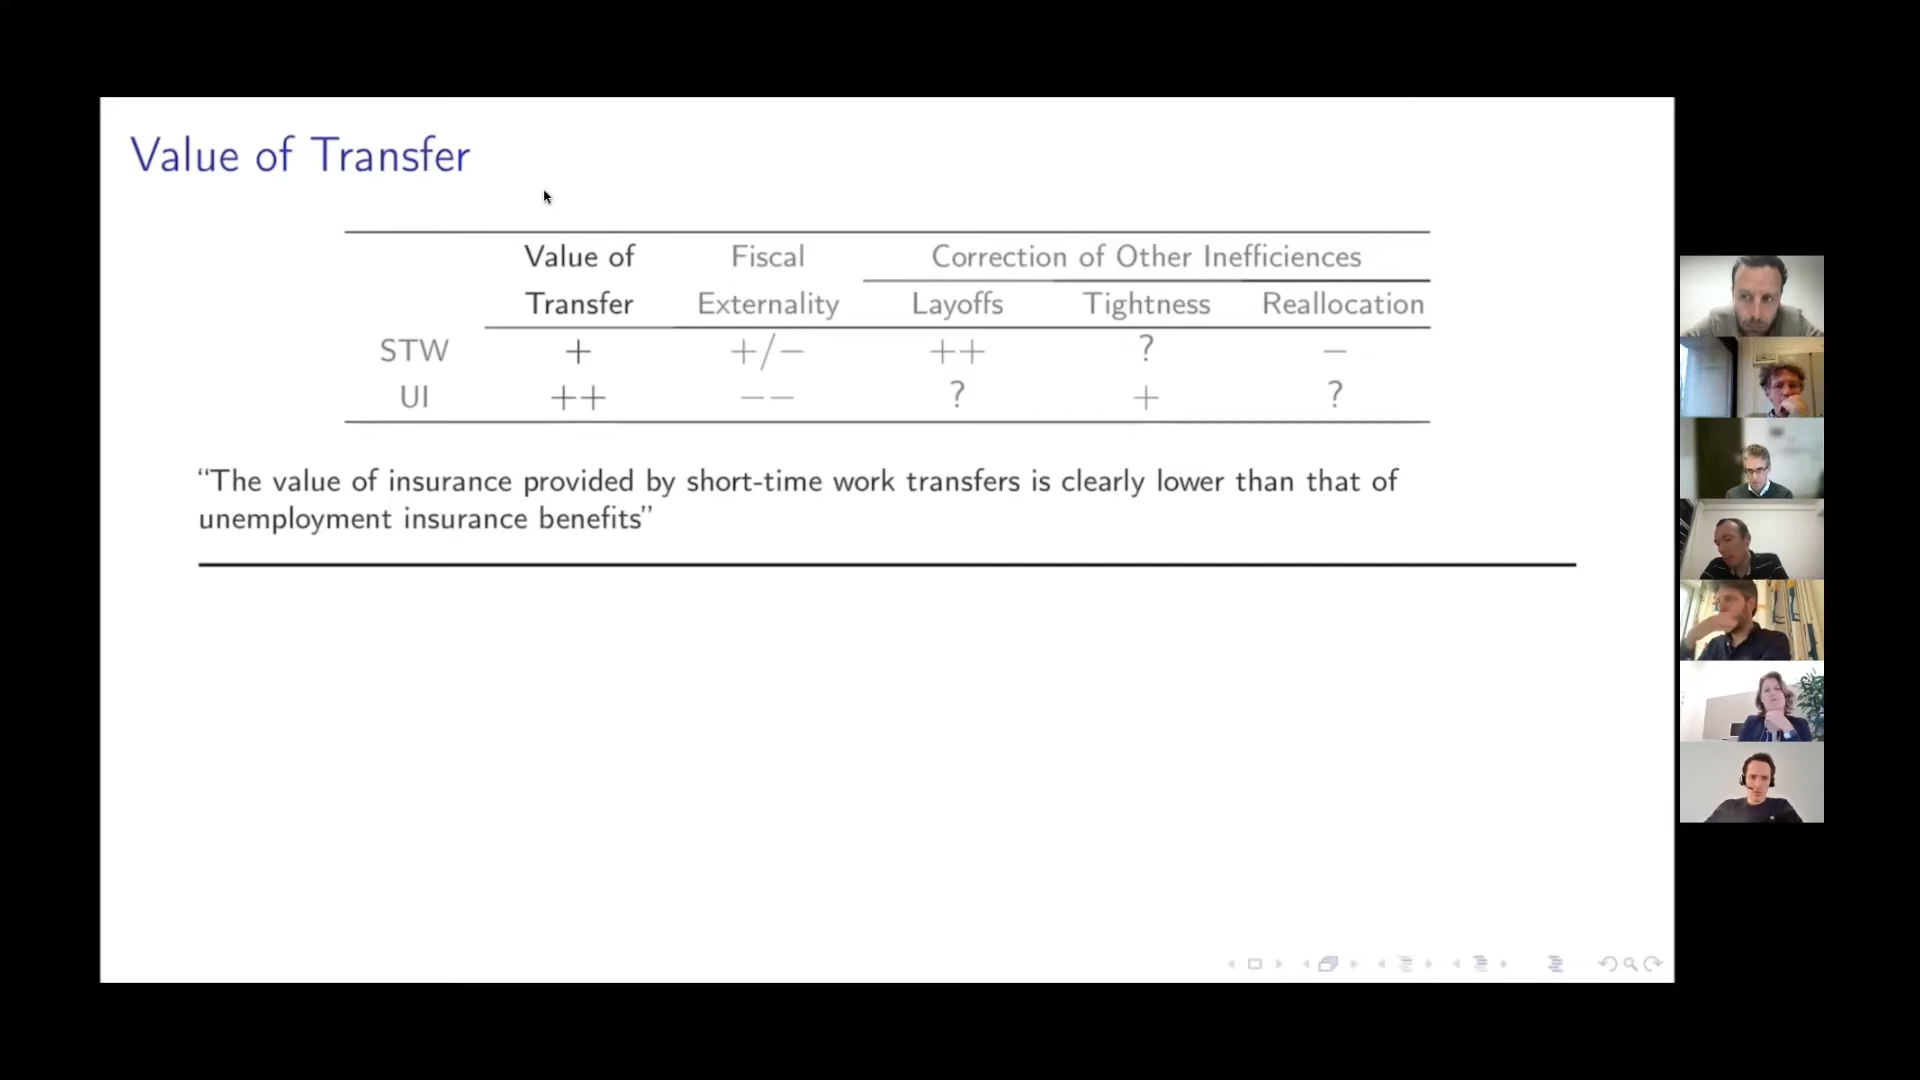 Value of Transfer
Value of Fiscal Correction of Other Inefficiences
Transfer Externality Layoffs Tightness Reallocation
STW + +/− ++ ? −
UI ++ −− ? + ?
“The value of insurance provided by short-time work transfers is clearly lower than that of
unemployment insurance benefits”